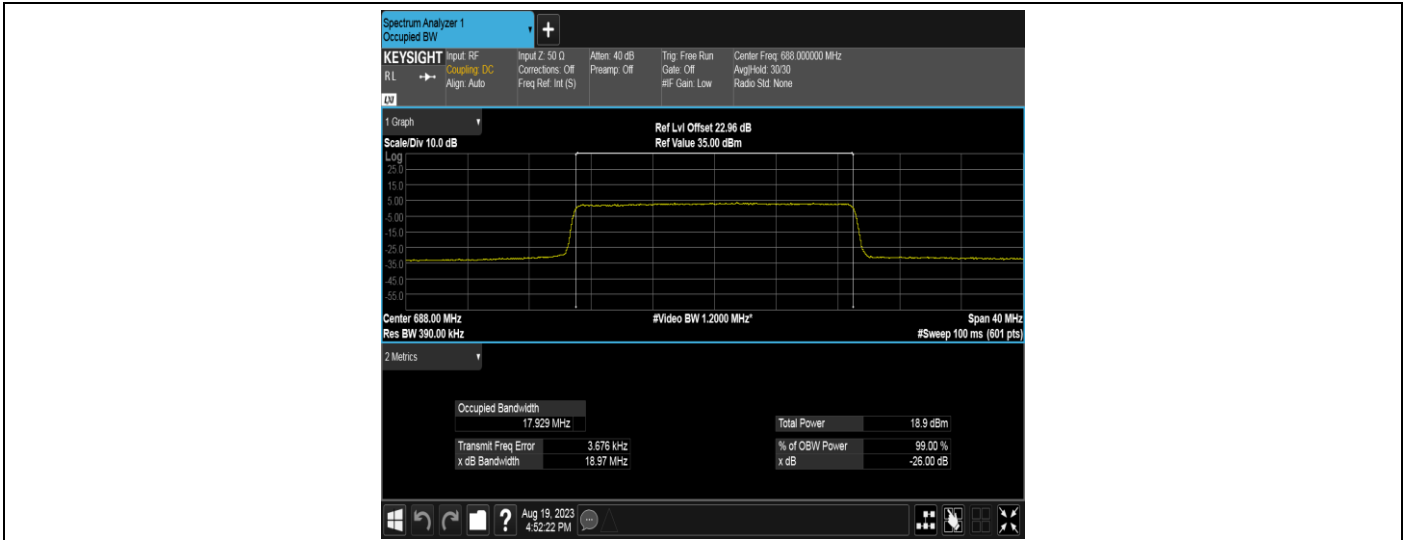 Spectrum Analyzer 1
Occupied BW
+
KEYSIGHT
RL
LXI
Input: RF
Coupling: DC
Align: Auto
Input Z: 50 Ω
Corrections: Off
Freq Ref: Int (S)
Atten: 40 dB
Preamp: Off
Trig: Free Run
Gate: Off
#IF Gain: Low
Center Freq: 688.000000 MHz
Avg|Hold: 30/30
Radio Std: None
1 Graph
Scale/Div 10.0 dB
Ref Lvl Offset 22.96 dB
Ref Value 35.00 dBm
Log
25.0
15.0
5.00
-5.00
-15.0
-25.0
-35.0
-45.0
-55.0
Center 688.00 MHz
#Video BW 1.2000 MHz*
Span 40 MHz
Res BW 390.00 kHz
#Sweep 100 ms (601 pts)
2 Metrics
Occupied Bandwidth
17.929 MHz
Total Power 18.9 dBm
Transmit Freq Error 3.676 kHz
% of OBW Power 99.00 %
x dB Bandwidth 18.97 MHz
x dB -26.00 dB
?
Aug 19, 2023
4:52:22 PM